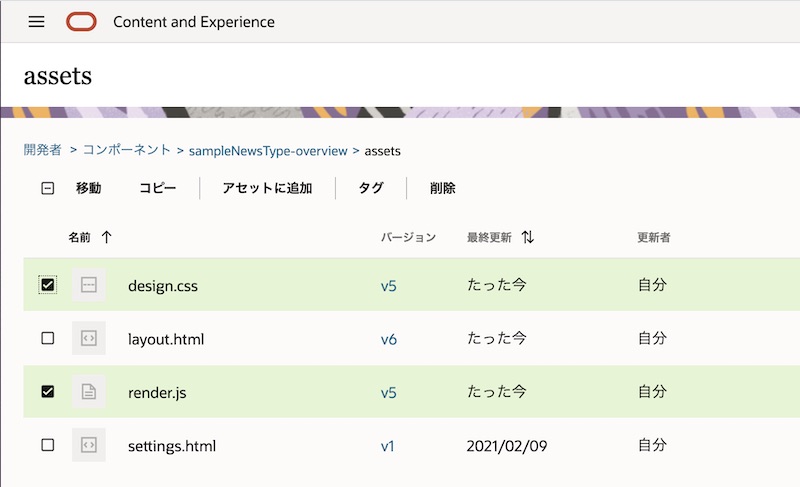 Content and Experience
assets
開発者 > コンポーネント > sampleNewsType-overview > assets
移動 コピー アセットに追加 タグ 削除
名前 バージョン 最終更新 更新者
design.css v5 たった今 自分
layout.html v6 たった今 自分
render.js v5 たった今 自分
settings.html v1 2021/02/09 自分